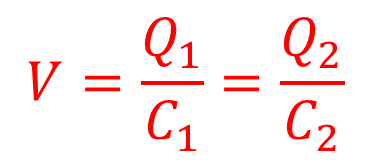 V = Q₁/C₁ = Q₂/C₂